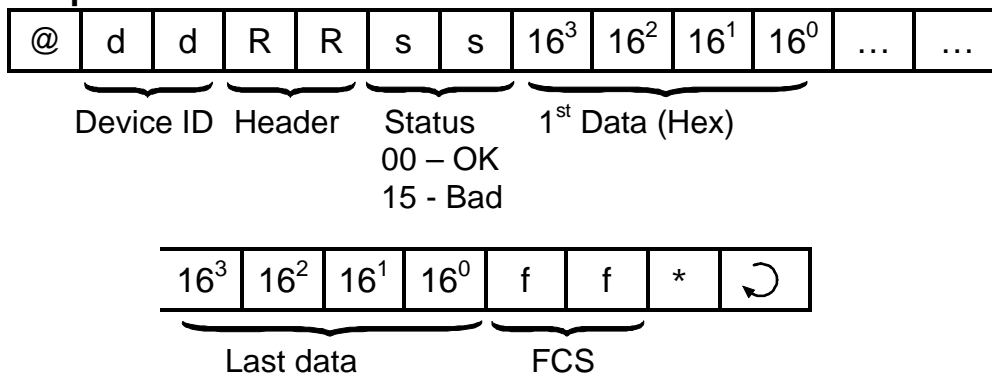 @ d d R R s s 16³ 16² 16¹ 16⁰ … …
Device ID Header Status 1ˢᵗ Data (Hex)
00 – OK
15 - Bad
16³ 16² 16¹ 16⁰ f f *
Last data FCS